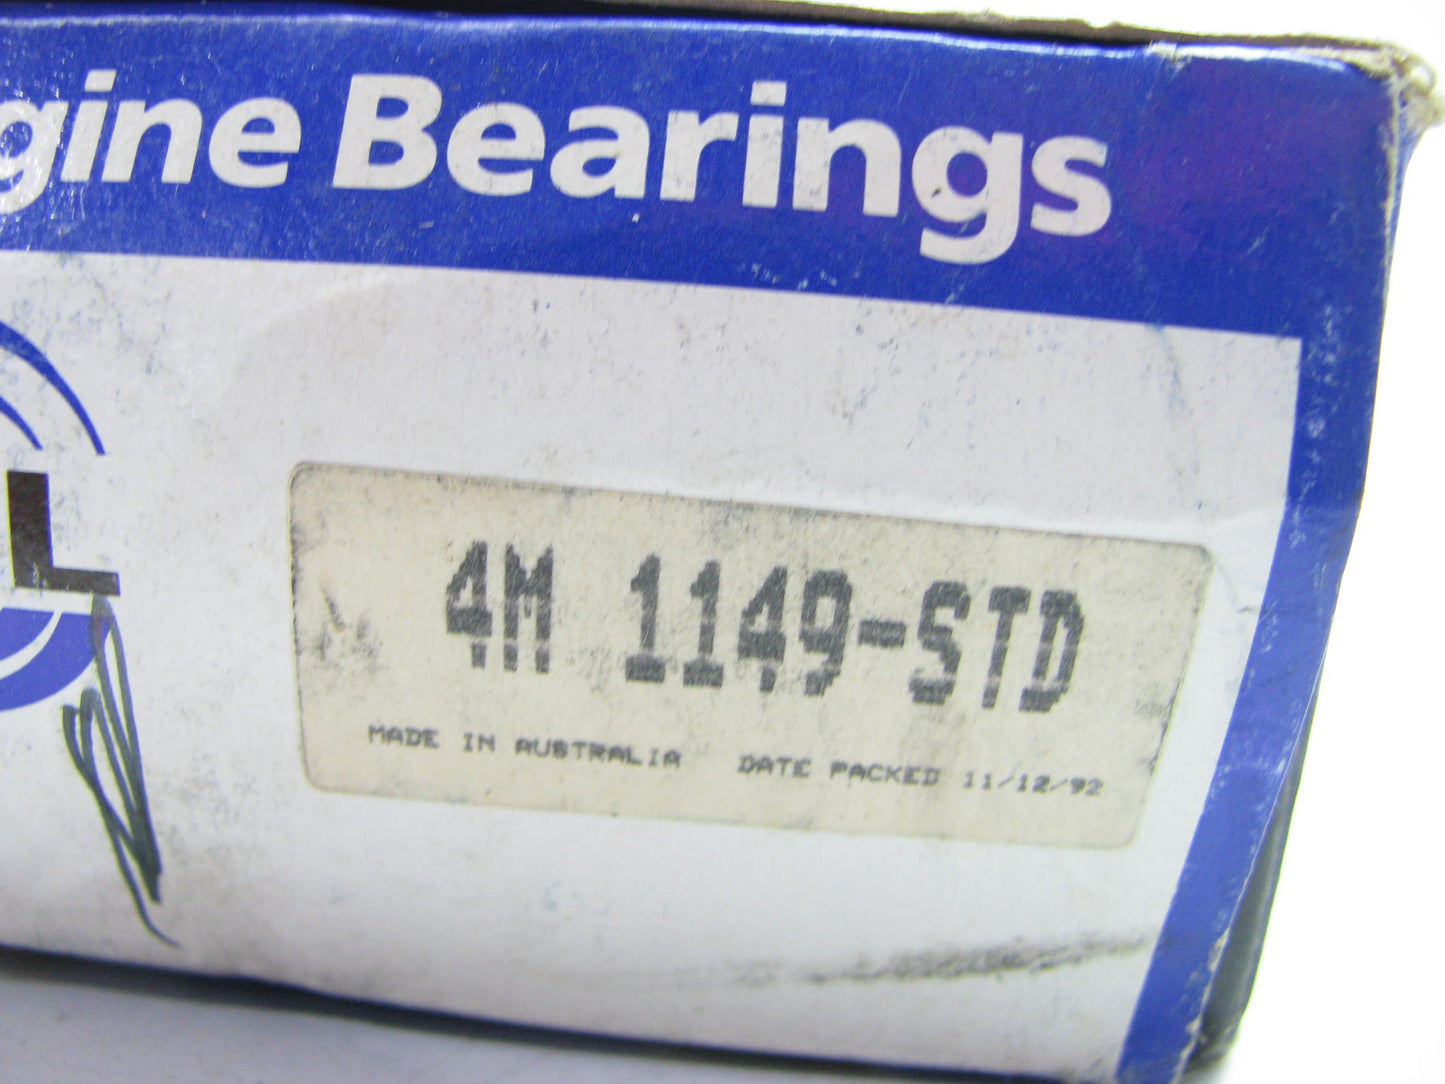 gine Bearings
L
4M 1149-STD
MADE IN AUSTRALIA DATE PACKED 11/12/92